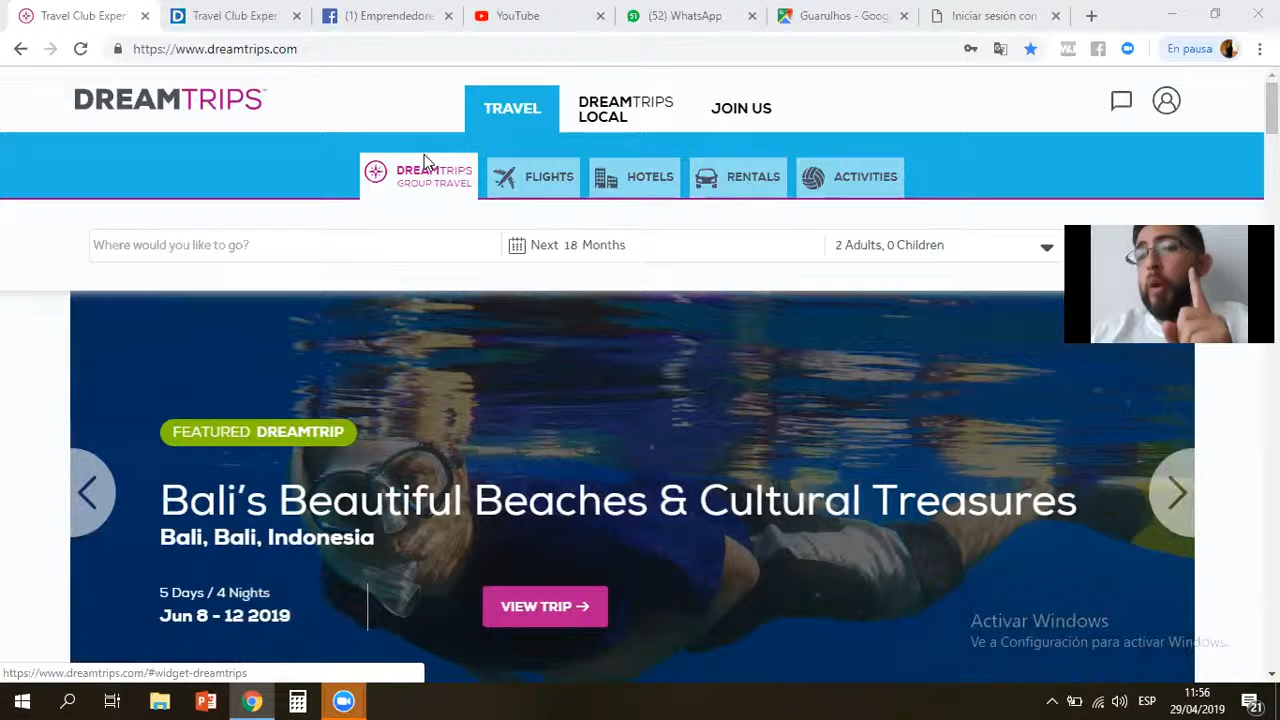 Travel Club Exper
Travel Club Exper
(1) Emprendedore
YouTube
(52) WhatsApp
Guarulhos - Goog
Iniciar sesión con
https://www.dreamtrips.com
En pausa
DREAMTRIPS™
TRAVEL
DREAMTRIPS
LOCAL
JOIN US
DREAMTRIPS
GROUP TRAVEL
FLIGHTS
HOTELS
RENTALS
ACTIVITIES
Where would you like to go?
Next 18 Months
2 Adults, 0 Children
FEATURED DREAMTRIP
Bali's Beautiful Beaches & Cultural Treasures
Bali, Bali, Indonesia
5 Days / 4 Nights
Jun 8 - 12 2019
VIEW TRIP
Activar Windows
Ve a Configuración para activar Windows.
https://www.dreamtrips.com/#widget-dreamtrips
ESP
11:56
29/04/2019
21